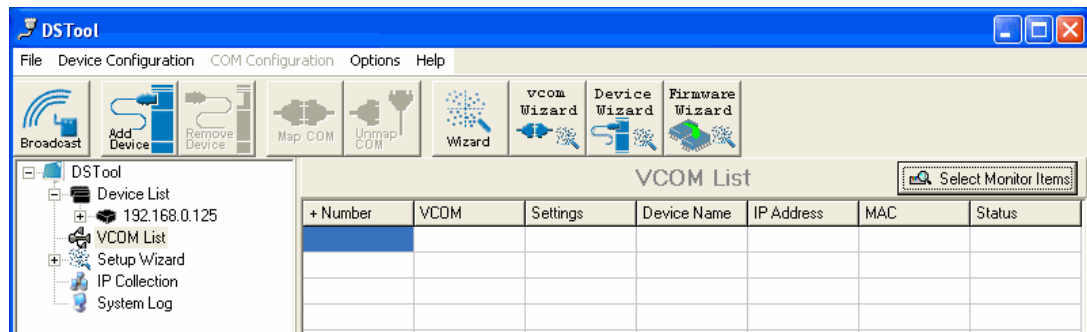 DSTool
File Device Configuration COM Configuration Options Help
Broadcast
Add Device
Remove Device
Map COM
Unmap COM
Wizard
vcom Wizard
Device Wizard
Firmware Wizard
DSTool
Device List
192.168.0.125
VCOM List
Setup Wizard
IP Collection
System Log
VCOM List
Select Monitor Items
+ Number VCOM Settings Device Name IP Address MAC Status